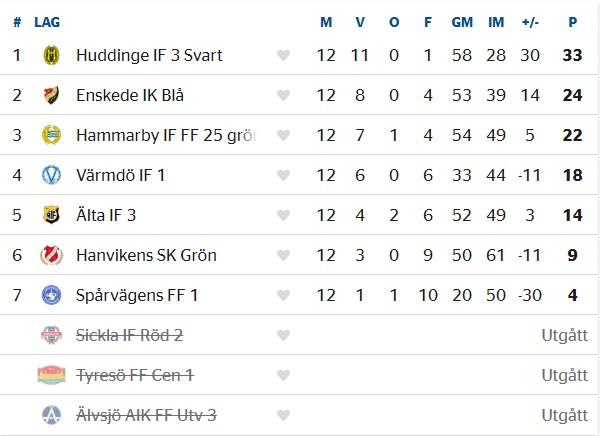 # LAG M V O F GM IM +/- P
1 Huddinge IF 3 Svart 12 11 0 1 58 28 30 33
2 Enskede IK Blå 12 8 0 4 53 39 14 24
3 Hammarby IF FF 25 grön 12 7 1 4 54 49 5 22
4 Värmdö IF 1 12 6 0 6 33 44 -11 18
5 Älta IF 3 12 4 2 6 52 49 3 14
6 Hanvikens SK Grön 12 3 0 9 50 61 -11 9
7 Spårvägens FF 1 12 1 1 10 20 50 -30 4
Sickla IF Röd 2 Utgått
Tyresö FF Cen 1 Utgått
Älvsjö AIK FF Utv 3 Utgått